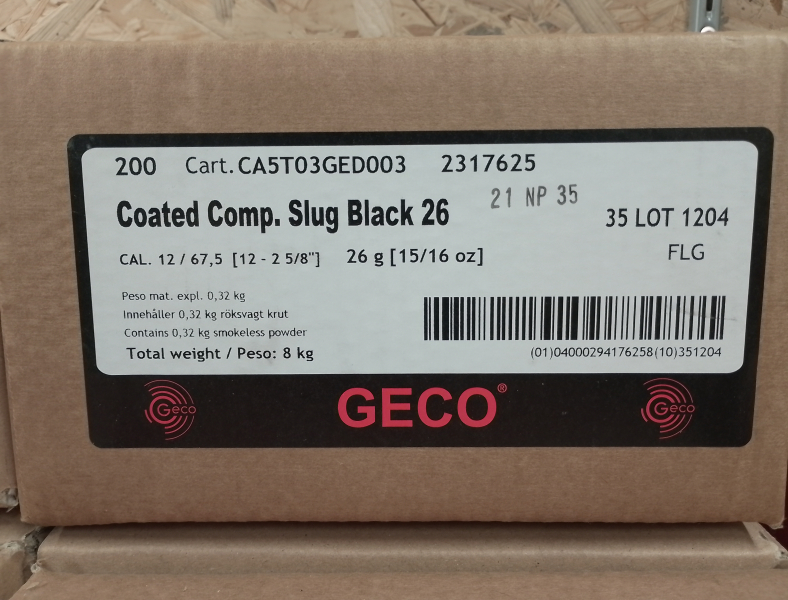 200 Cart. CA5T03GED003 2317625
21 NP 35
Coated Comp. Slug Black 26
35 LOT 1204
CAL. 12 / 67,5 [12 - 2 5/8"] 26 g [15/16 oz]
FLG
Peso mat. expl. 0,32 kg
Innehåller 0,32 kg röksvagt krut
Contains 0,32 kg smokeless powder
Total weight / Peso: 8 kg
(01)04000294176258(10)351204
Geco
GECO®
Geco